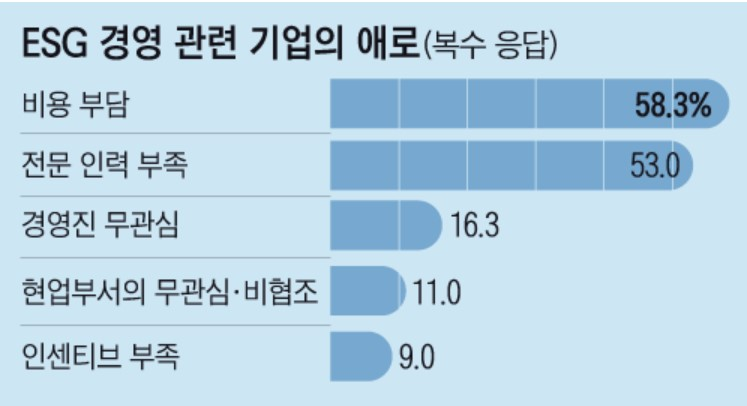 ESG 경영 관련 기업의 애로(복수 응답)
비용 부담 58.3%
전문 인력 부족 53.0
경영진 무관심 16.3
현업부서의 무관심·비협조 11.0
인센티브 부족 9.0